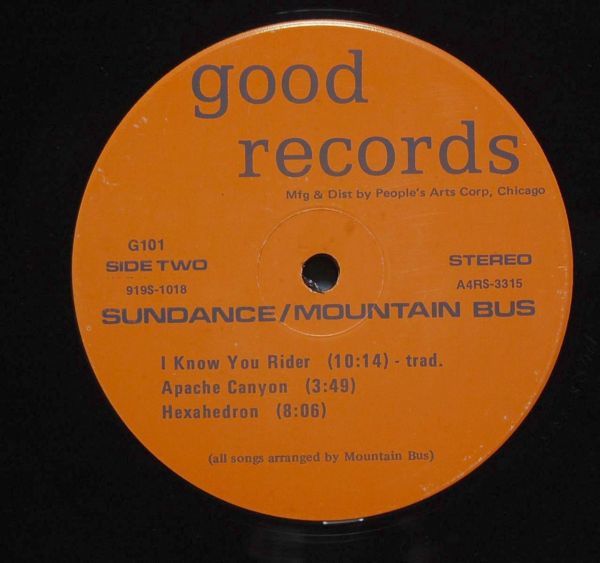 good
records
Mfg & Dist by People's Arts Corp, Chicago
G101
SIDE TWO
STEREO
919S-1018
A4RS-3315
SUNDANCE/MOUNTAIN BUS
I Know You Rider (10:14) - trad.
Apache Canyon (3:49)
Hexahedron (8:06)
(all songs arranged by Mountain Bus)